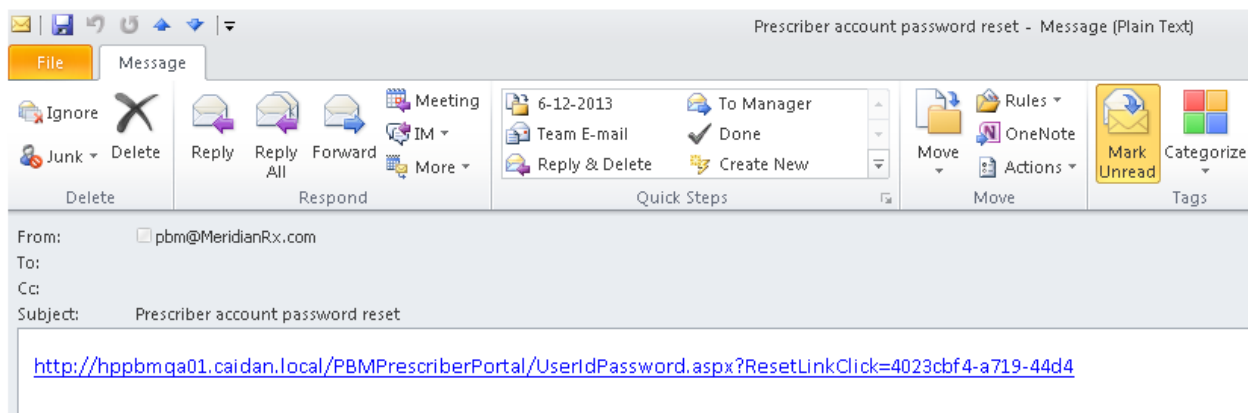 Prescriber account password reset - Message (Plain Text)
File Message
Ignore
Junk
Delete
Reply
Reply All
Forward
Meeting
IM
More
6-12-2013
Team E-mail
Reply & Delete
To Manager
Done
Create New
Move
Rules
OneNote
Actions
Mark Unread
Categorize
Delete Respond Quick Steps Move Tags
From: pbm@MeridianRx.com
To:
Cc:
Subject: Prescriber account password reset
http://hppbmqa01.caidan.local/PBMPrescriberPortal/UserIdPassword.aspx?ResetLinkClick=4023cbf4-a719-44d4